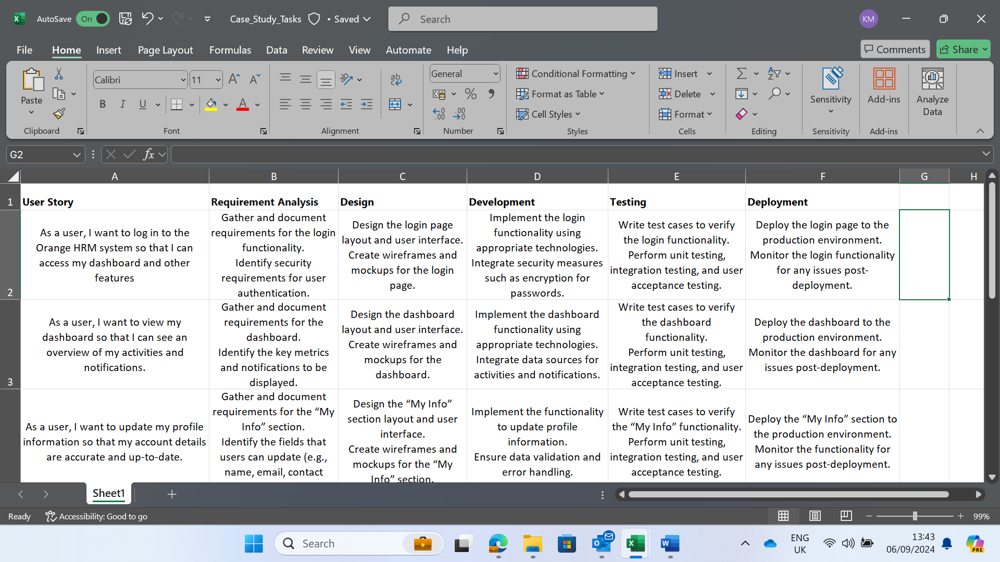 AutoSave On Case_Study_Tasks • Saved Search KM
File Home Insert Page Layout Formulas Data Review View Automate Help Comments Share
Paste Calibri 11 B I U General % Conditional Formatting Format as Table Cell Styles Insert Delete Format Sensitivity Add-ins Analyze Data
Clipboard Font Alignment Number Styles Cells Editing Sensitivity Add-ins
G2 fx
A B C D E F G H
1 User Story Requirement Analysis Design Development Testing Deployment
2
As a user, I want to log in to the
Orange HRM system so that I can
access my dashboard and other
features
Gather and document
requirements for the login
functionality.
Identify security
requirements for user
authentication.
Design the login page
layout and user interface.
Create wireframes and
mockups for the login
page.
Implement the login
functionality using
appropriate technologies.
Integrate security measures
such as encryption for
passwords.
Write test cases to verify
the login functionality.
Perform unit testing,
integration testing, and user
acceptance testing.
Deploy the login page to the
production environment.
Monitor the login functionality
for any issues post-
deployment.
3
As a user, I want to view my
dashboard so that I can see an
overview of my activities and
notifications.
Gather and document
requirements for the
dashboard.
Identify the key metrics
and notifications to be
displayed.
Design the dashboard
layout and user interface.
Create wireframes and
mockups for the
dashboard.
Implement the dashboard
functionality using
appropriate technologies.
Integrate data sources for
activities and notifications.
Write test cases to verify
the dashboard
functionality.
Perform unit testing,
integration testing, and user
acceptance testing.
Deploy the dashboard to the
production environment.
Monitor the dashboard for any
issues post-deployment.
As a user, I want to update my profile
information so that my account details
are accurate and up-to-date.
Gather and document
requirements for the “My
Info” section.
Identify the fields that
users can update (e.g.,
name, email, contact
Design the “My Info”
section layout and user
interface.
Create wireframes and
mockups for the “My
Info” section.
Implement the functionality
to update profile
information.
Ensure data validation and
error handling.
Write test cases to verify
the “My Info” functionality.
Perform unit testing,
integration testing, and user
acceptance testing.
Deploy the “My Info” section to
the production environment.
Monitor the functionality for
any issues post-deployment.
Sheet1
Ready Accessibility: Good to go 99%
Search ENG 13:43
UK 06/09/2024 PRE